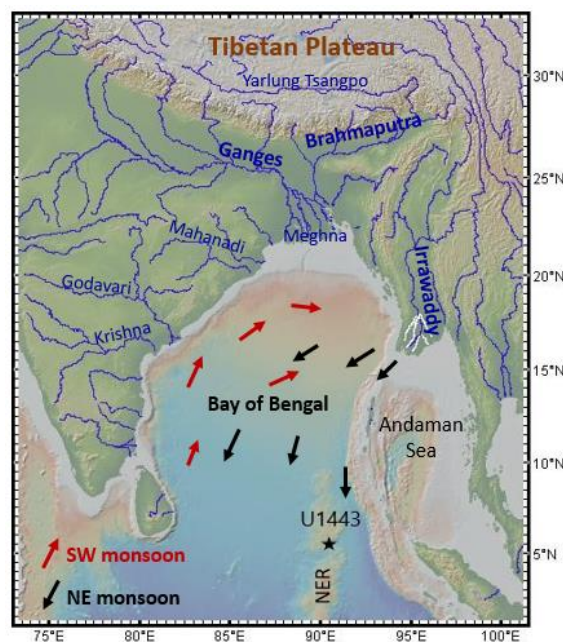 Tibetan Plateau
Yarlung Tsangpo
Brahmaputra
Ganges
Meghna
Mahanadi
Irrawaddy
Godavari
Krishna
Bay of Bengal
Andaman
Sea
U1443
NER
SW monsoon
NE monsoon
30°N
25°N
20°N
15°N
10°N
5°N
75°E
80°E
85°E
90°E
95°E
100°E